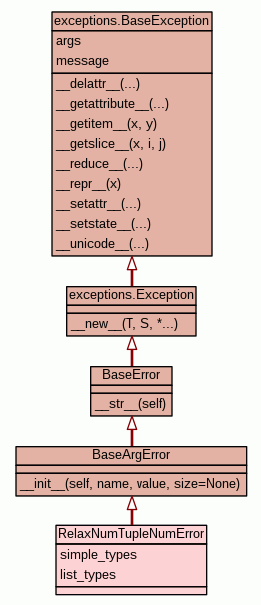 exceptions.BaseException
args
message
__delattr__(...)
__getattribute__(...)
__getitem__(x, y)
__getslice__(x, i, j)
__reduce__(...)
__repr__(x)
__setattr__(...)
__setstate__(...)
__unicode__(...)
exceptions.Exception
__new__(T, S, *...)
BaseError
__str__(self)
BaseArgError
__init__(self, name, value, size=None)
RelaxNumTupleNumError
simple_types
list_types